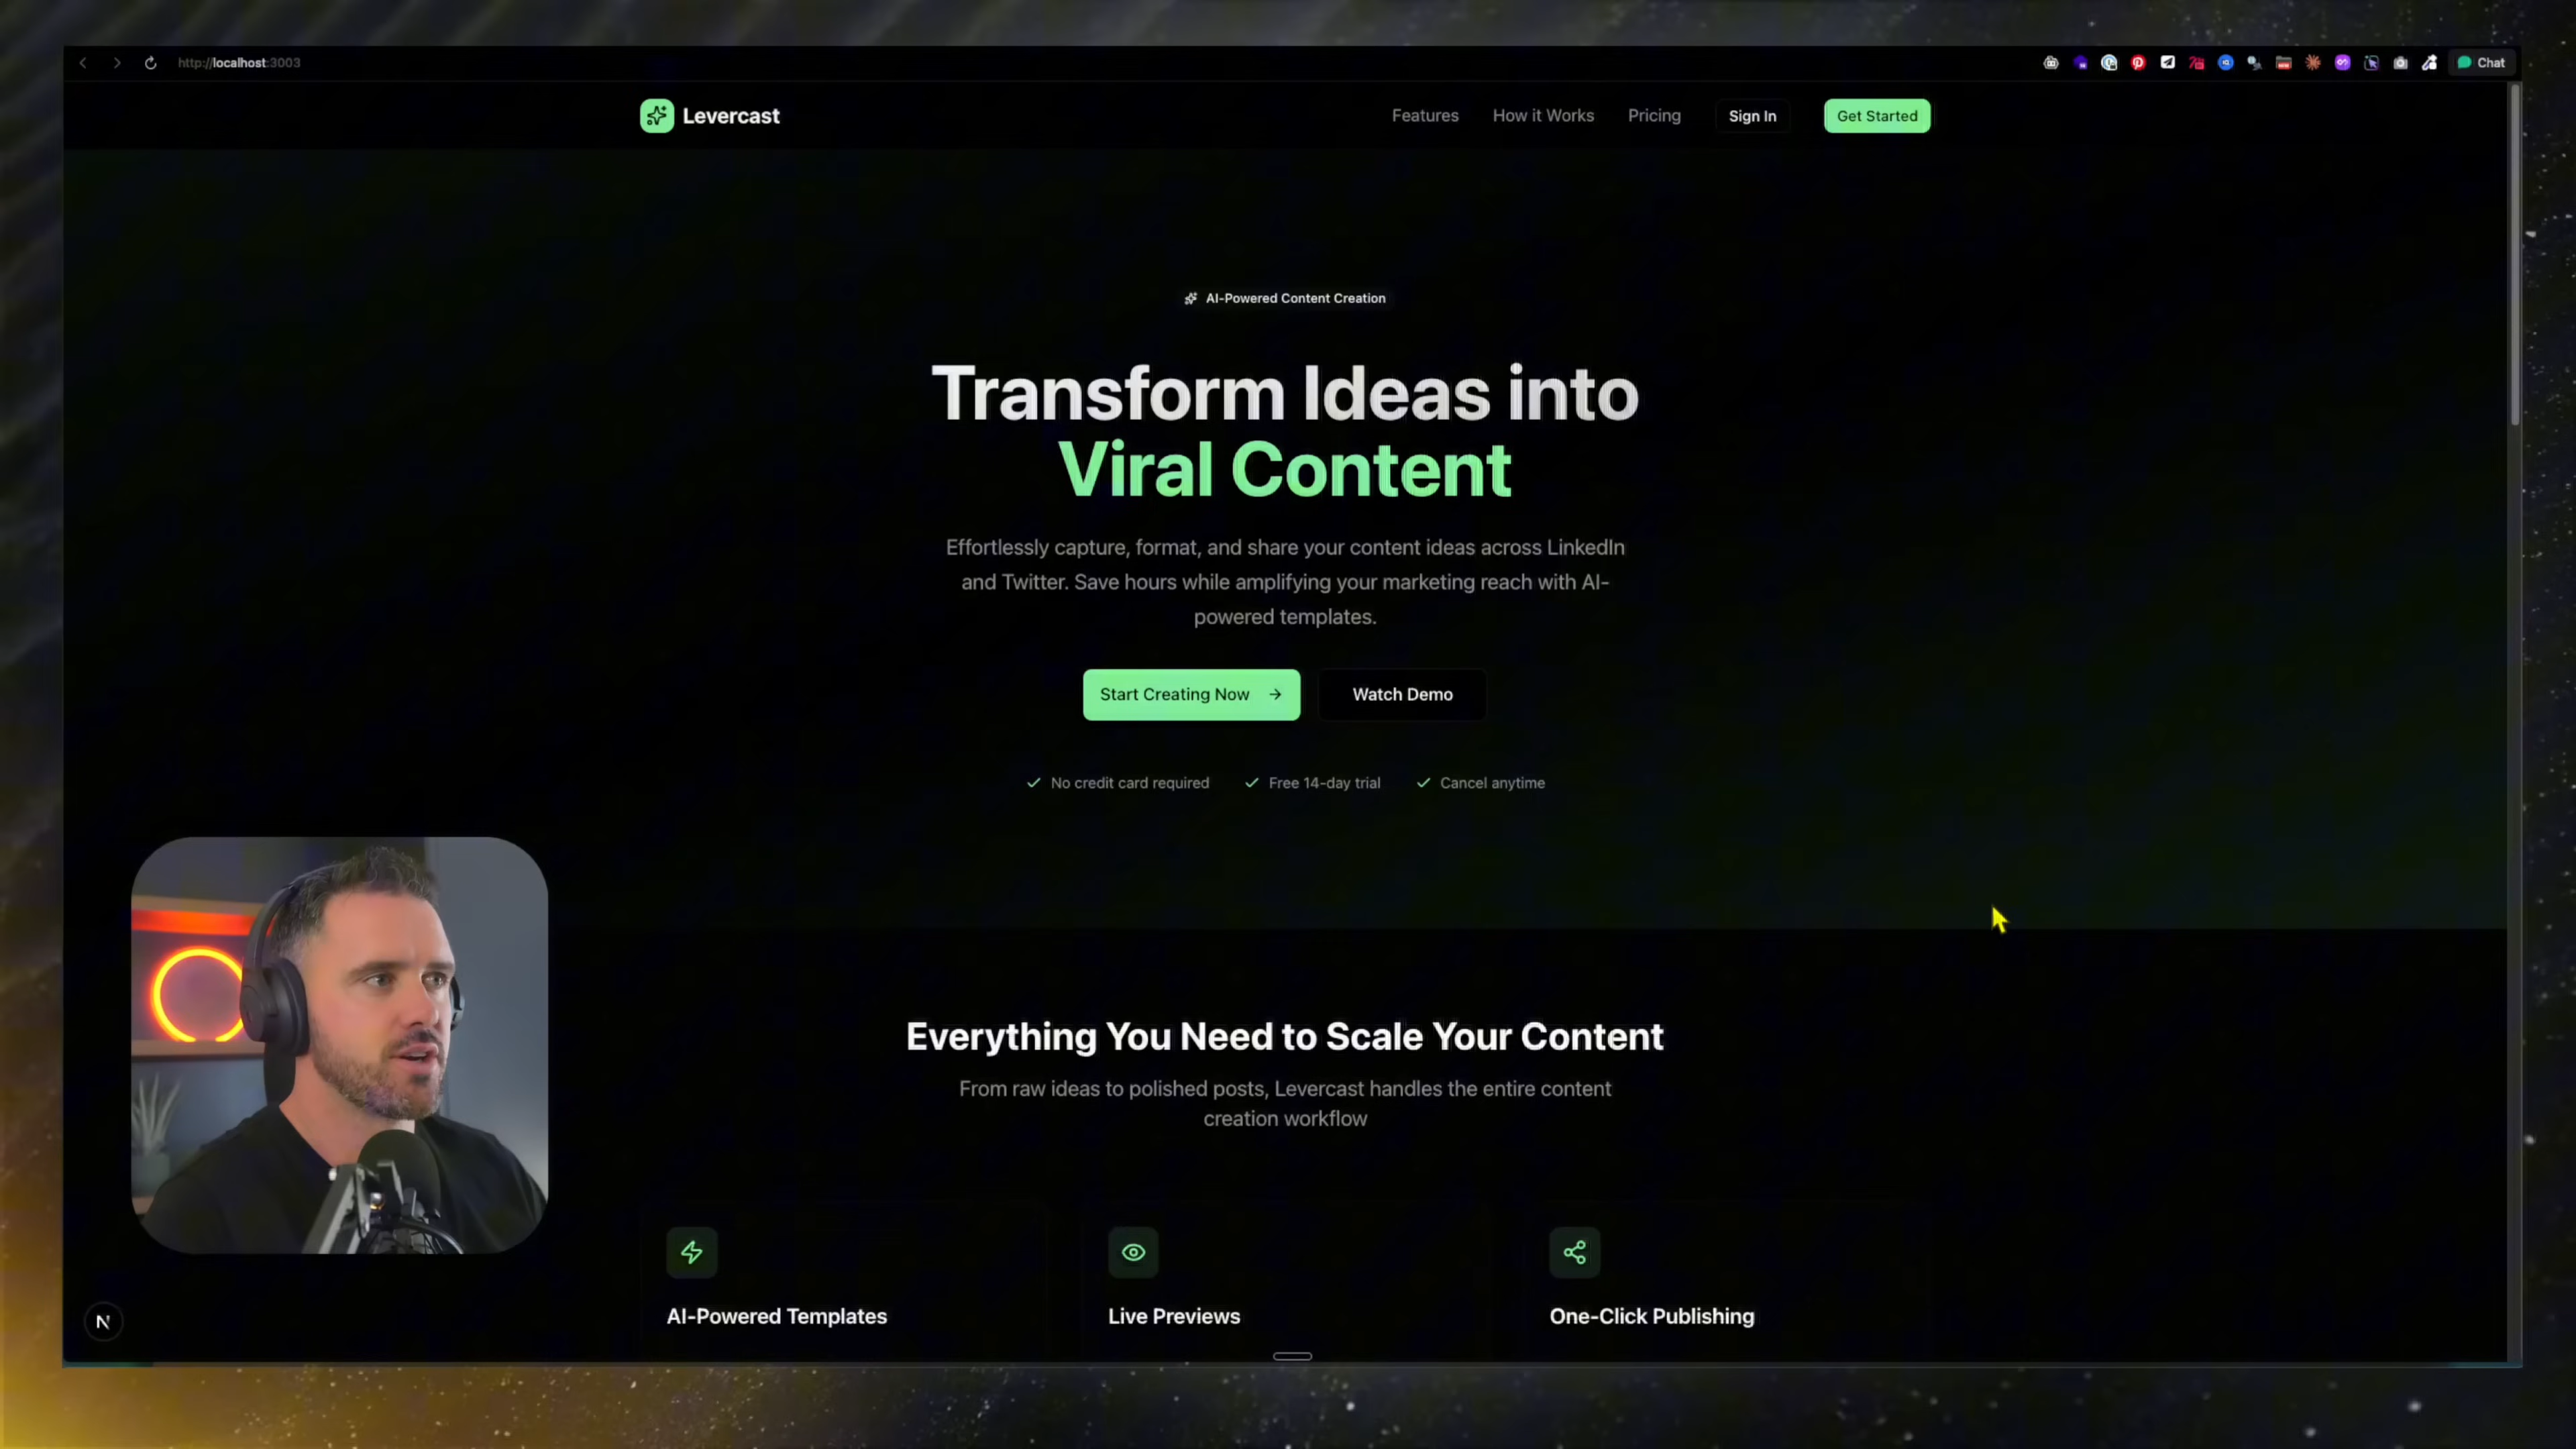 http://localhost:3003
Chat
Levercast
Features
How it Works
Pricing
Sign In
Get Started
AI-Powered Content Creation
Transform Ideas into
Viral Content
Effortlessly capture, format, and share your content ideas across LinkedIn
and Twitter. Save hours while amplifying your marketing reach with AI-
powered templates.
Start Creating Now
Watch Demo
No credit card required
Free 14-day trial
Cancel anytime
Everything You Need to Scale Your Content
From raw ideas to polished posts, Levercast handles the entire content
creation workflow
AI-Powered Templates
Live Previews
One-Click Publishing
N